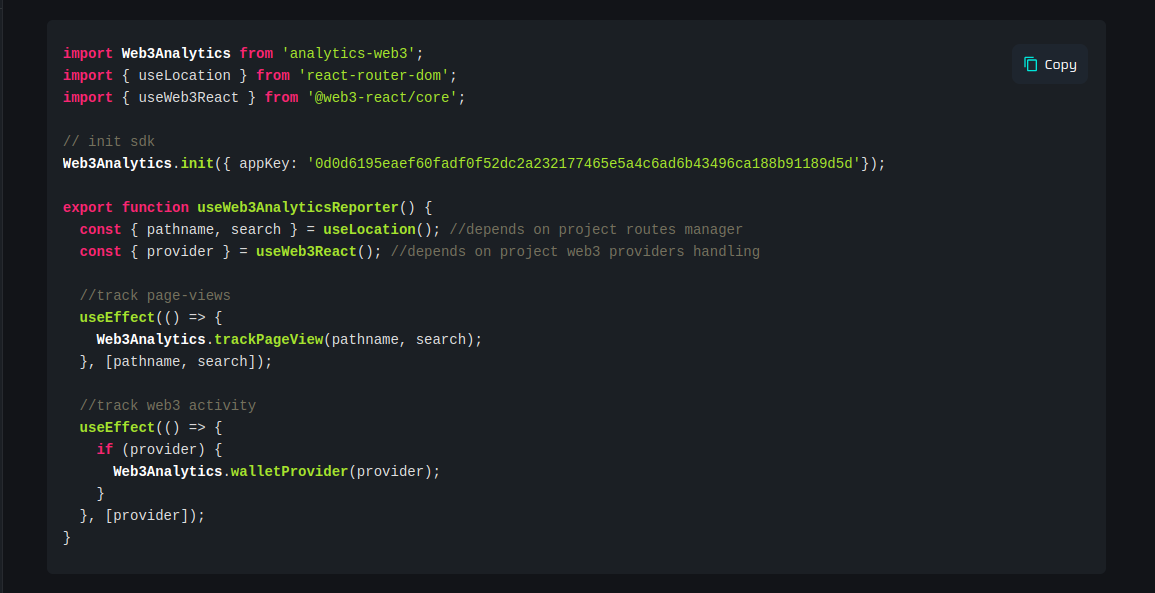 import Web3Analytics from 'analytics-web3';
Copy
import { useLocation } from 'react-router-dom';
import { useWeb3React } from '@web3-react/core';
// init sdk
Web3Analytics.init({ appKey: '0d0d6195eaef60fadf0f52dc2a232177465e5a4c6ad6b43496ca188b91189d5d'});
export function useWeb3AnalyticsReporter() {
const { pathname, search } = useLocation(); //depends on project routes manager
const { provider } = useWeb3React(); //depends on project web3 providers handling
//track page-views
useEffect(() => {
Web3Analytics.trackPageView(pathname, search);
}, [pathname, search]);
//track web3 activity
useEffect(() => {
if (provider) {
Web3Analytics.walletProvider(provider);
}
}, [provider]);
}